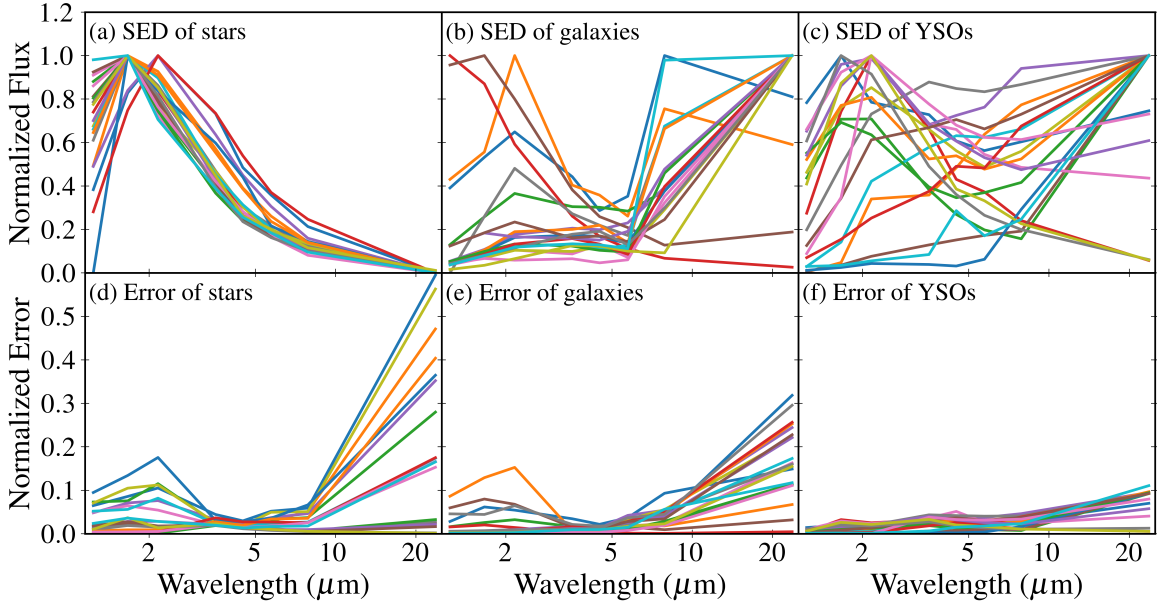 (a) SED of stars
(b) SED of galaxies
(c) SED of YSOs
Normalized Flux
1.2
1.0
0.8
0.6
0.4
0.2
0.0
(d) Error of stars
(e) Error of galaxies
(f) Error of YSOs
Normalized Error
0.5
0.4
0.3
0.2
0.1
0.0
2 5 10 20
2 5 10 20
2 5 10 20
Wavelength (μm)
Wavelength (μm)
Wavelength (μm)